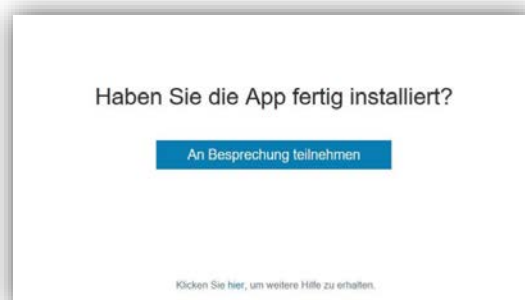 Haben Sie die App fertig installiert?
An Besprechung teilnehmen
Klicken Sie hier, um weitere Hilfe zu erhalten.